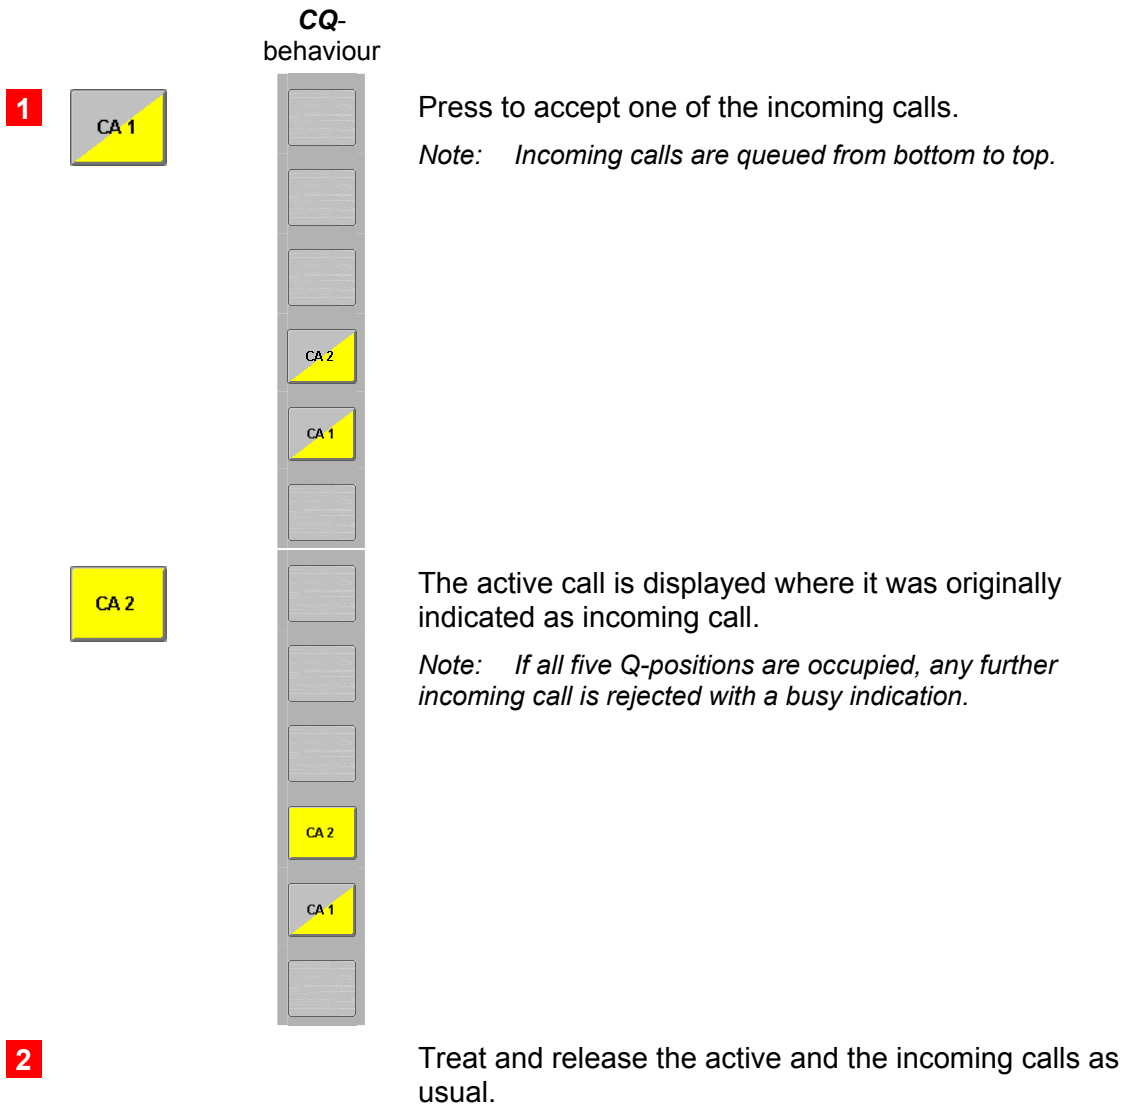 CQ-
behaviour
1
CA 1
Press to accept one of the incoming calls.
Note: Incoming calls are queued from bottom to top.
CA 2
CA 1
CA 2
The active call is displayed where it was originally
indicated as incoming call.
Note: If all five Q-positions are occupied, any further
incoming call is rejected with a busy indication.
CA 2
CA 1
2
Treat and release the active and the incoming calls as
usual.